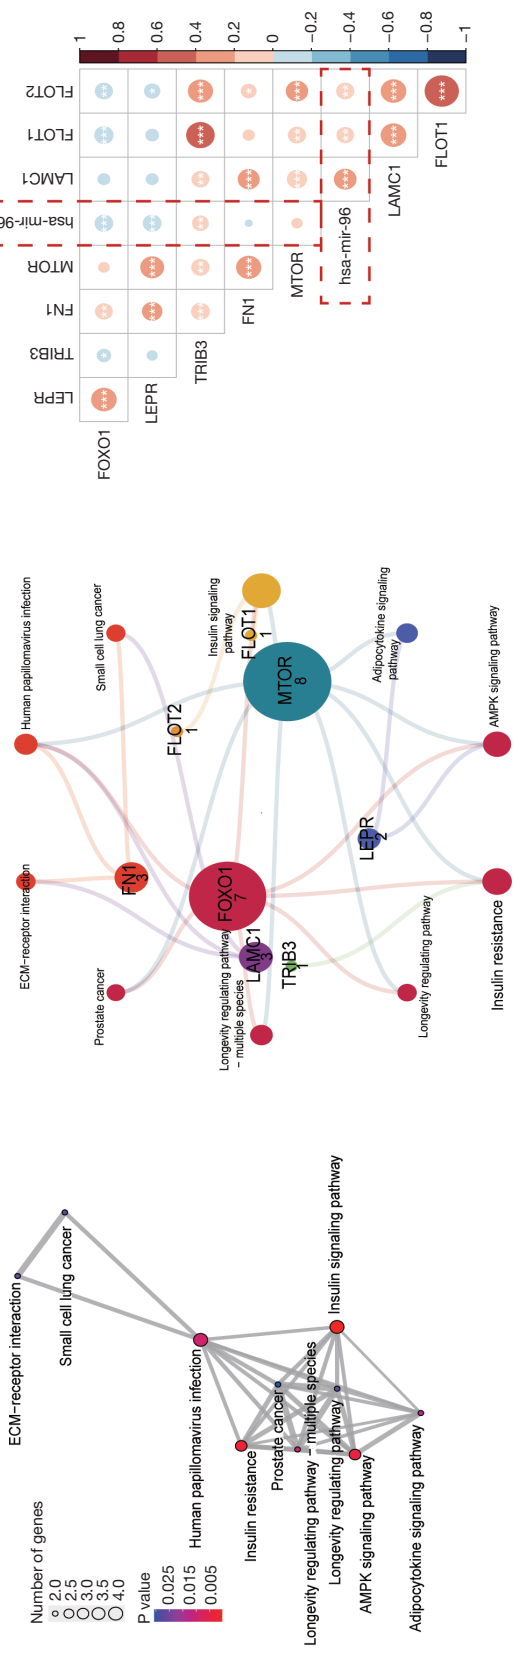 Number of genes
2.0
2.5
3.0
3.5
4.0
P value
0.025
0.015
0.005
ECM−receptor interaction
Small cell lung cancer
Human papillomavirus infection
Insulin resistance
Prostate cancer
Longevity regulating pathway − multiple species
Longevity regulating pathway
AMPK signaling pathway
Adipocytokine signaling pathway
Insulin signaling pathway
ECM−receptor interaction
Human papillomavirus infection
Small cell lung cancer
Prostate cancer
Longevity regulating pathway
− multiple species
Insulin signaling
pathway
Adipocytokine signaling
pathway
AMPK signaling pathway
Insulin resistance
Longevity regulating pathway
FN1
3
FLOT2
1
FLOT1
1
MTOR
8
FOXO1
7
LAMC1
3
TRIB3
1
LEPR
2
LEPR
TRIB3
FN1
MTOR
hsa−mir−96
LAMC1
FLOT1
FLOT2
FOXO1
LEPR
TRIB3
FN1
MTOR
hsa-mir-96
LAMC1
FLOT1
***
*
**
**
***
***
***
***
**
***
**
***
***
***
**
***
***
**
***
**
*
***
*
***
**
***
***
1
0.8
0.6
0.4
0.2
0
−0.2
−0.4
−0.6
−0.8
−1